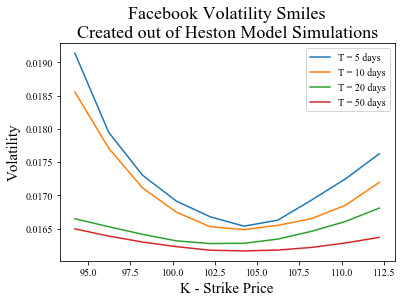 Facebook Volatility Smiles
Created out of Heston Model Simulations
T = 5 days
T = 10 days
T = 20 days
T = 50 days
Volatility
0.0190
0.0185
0.0180
0.0175
0.0170
0.0165
95.0 97.5 100.0 102.5 105.0 107.5 110.0 112.5
K - Strike Price